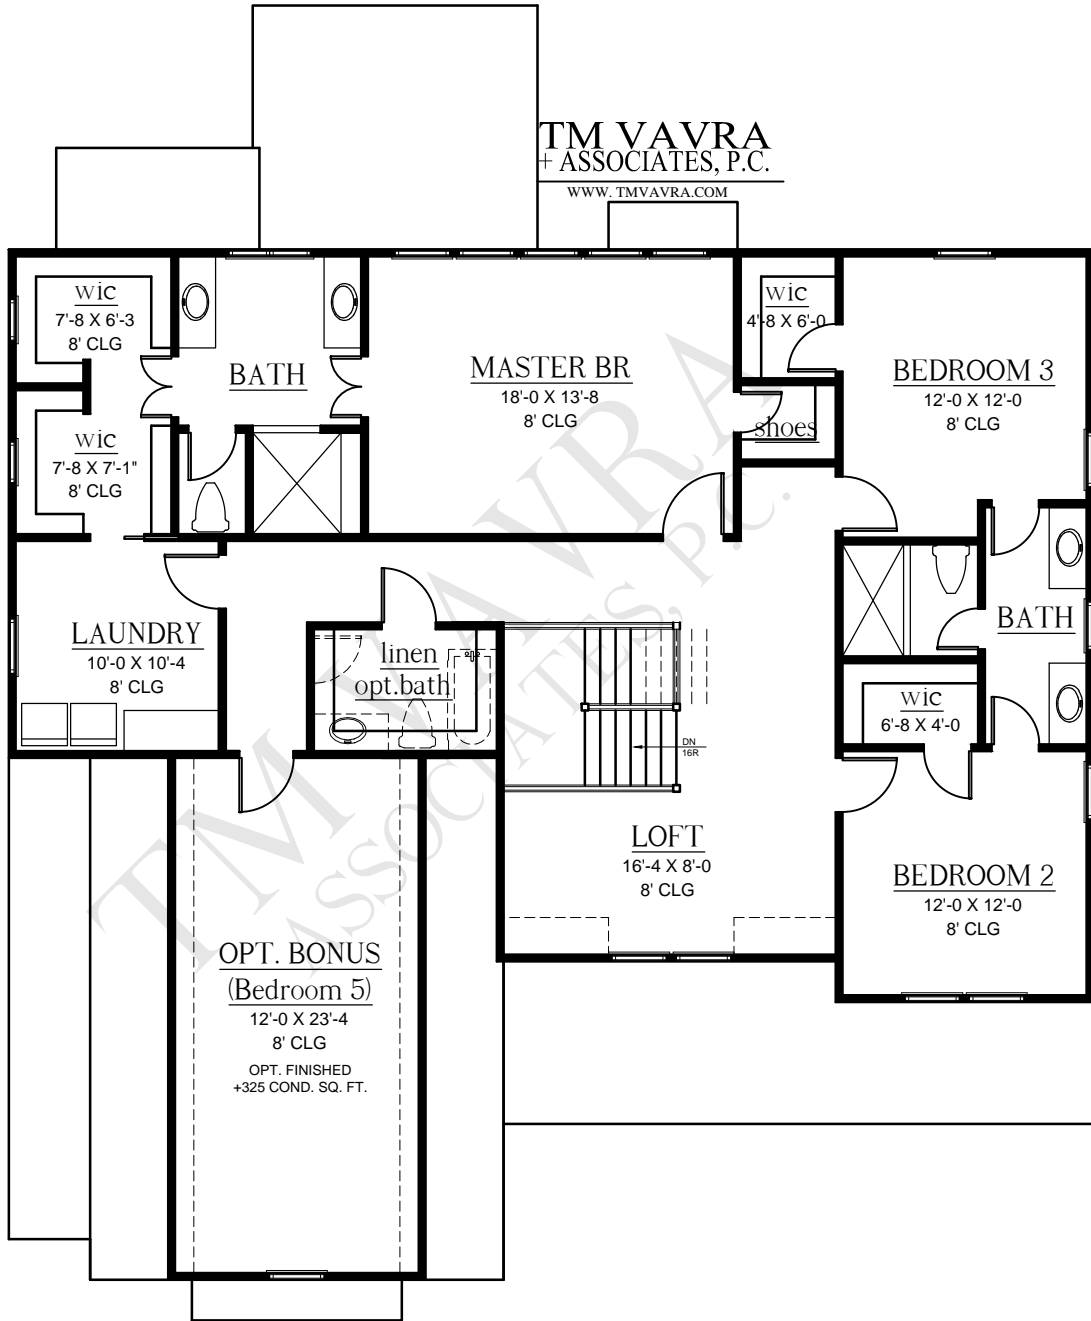 TM VAVRA
+ ASSOCIATES, P.C.
WWW. TMVAVRA.COM
wic
7'-8 X 6'-3
8' CLG
BATH
MASTER BR
18'-0 X 13'-8
8' CLG
wic
4'-8 X 6'-0
shoes
BEDROOM 3
12'-0 X 12'-0
8' CLG
wic
7'-8 X 7'-1"
8' CLG
LAUNDRY
10'-0 X 10'-4
8' CLG
linen
opt.bath
BATH
wic
6'-8 X 4'-0
DN
16R
LOFT
16'-4 X 8'-0
8' CLG
BEDROOM 2
12'-0 X 12'-0
8' CLG
OPT. BONUS
(Bedroom 5)
12'-0 X 23'-4
8' CLG
OPT. FINISHED
+325 COND. SQ. FT.
TM VAVRA
ASSOCIATES, P.C.